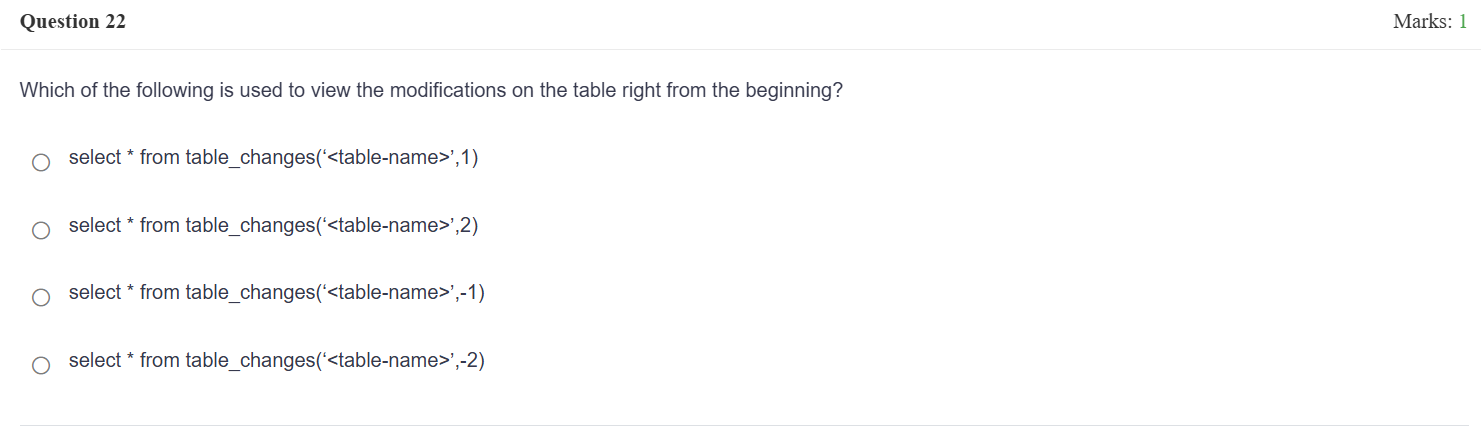 Question 22
Marks: 1
Which of the following is used to view the modifications on the table right from the beginning?
select * from table_changes(‘<table-name>’,1)
select * from table_changes(‘<table-name>’,2)
select * from table_changes(‘<table-name>’,-1)
select * from table_changes(‘<table-name>’,-2)